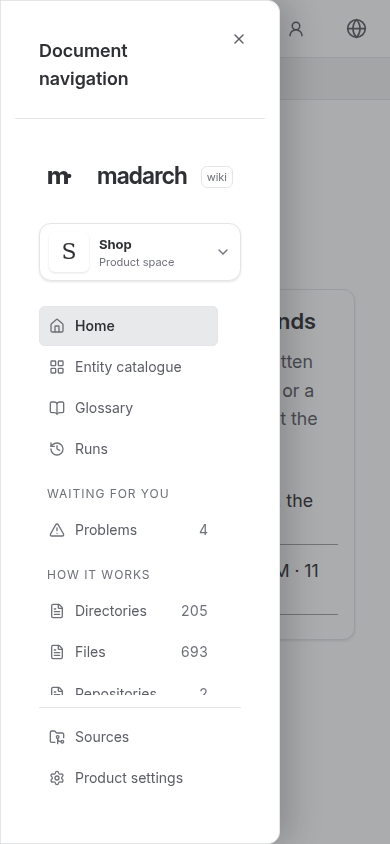 Document
navigation
m madarch wiki
S
Shop
Product space
Home
Entity catalogue
Glossary
Runs
WAITING FOR YOU
Problems 4
HOW IT WORKS
Directories 205
Files 693
Repositories 2
Sources
Product settings
nds
tten
or a
t the
the
M · 11